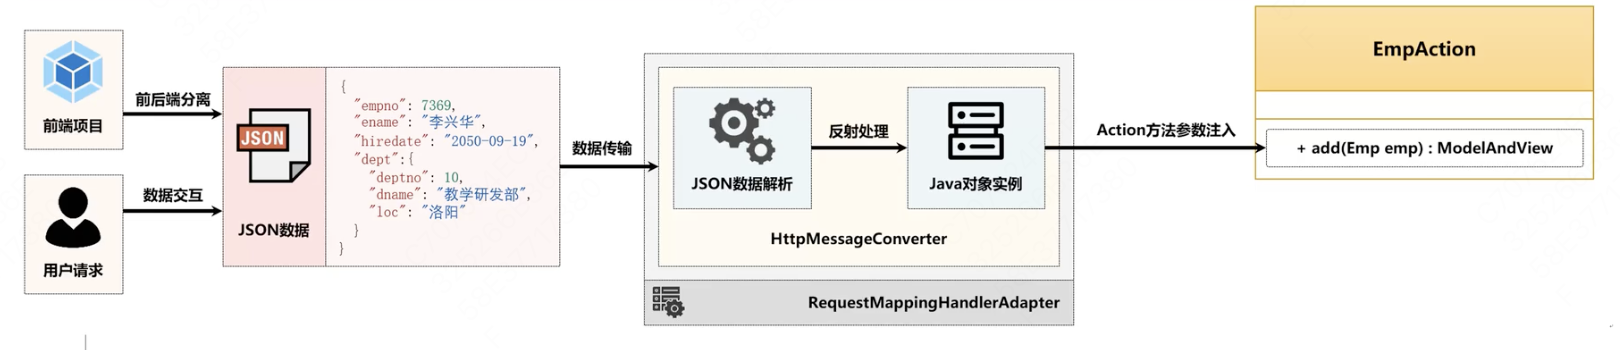 前端项目
前后端分离
用户请求
数据交互
JSON
JSON数据
{
"empno": 7369,
"ename": "李兴华",
"hiredate": "2050-09-19",
"dept":{
"deptno": 10,
"dname": "教学研发部",
"loc": "洛阳"
}
}
数据传输
JSON数据解析
反射处理
Java对象实例
HttpMessageConverter
RequestMappingHandlerAdapter
Action方法参数注入
EmpAction
+ add(Emp emp) : ModelAndView